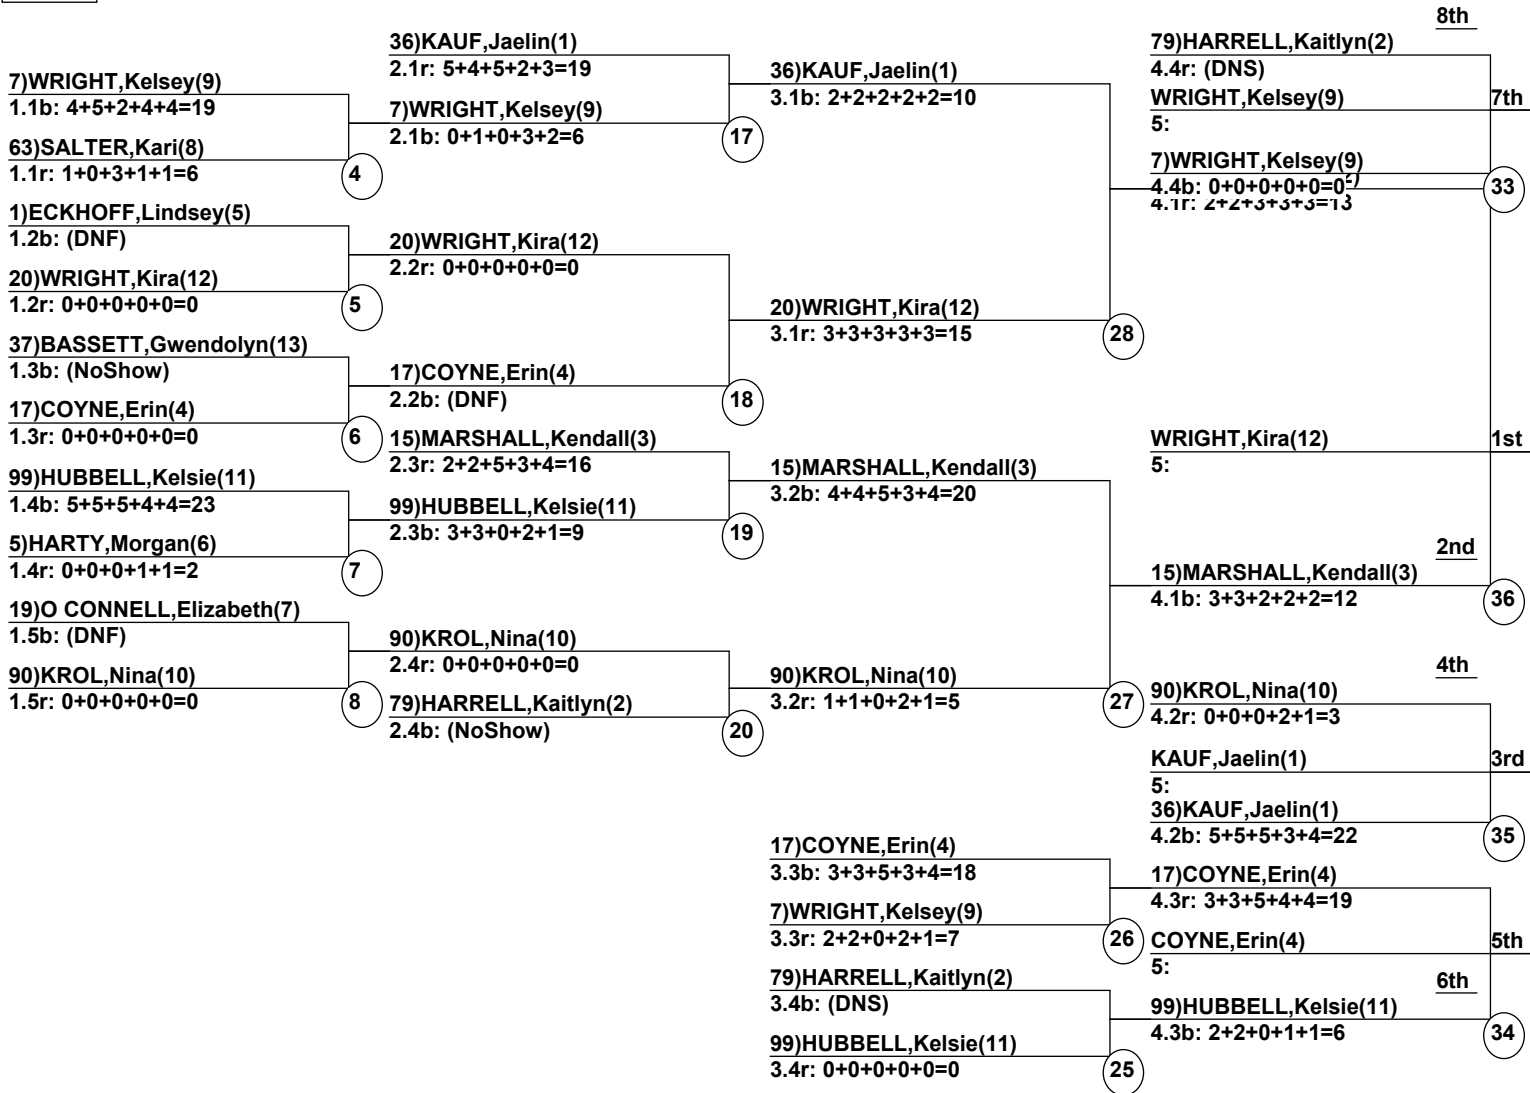 7)WRIGHT,Kelsey(9)
1.1b: 4+5+2+4+4=19
63)SALTER,Kari(8)
1.1r: 1+0+3+1+1=6
4
1)ECKHOFF,Lindsey(5)
1.2b: (DNF)
20)WRIGHT,Kira(12)
1.2r: 0+0+0+0+0=0
5
37)BASSETT,Gwendolyn(13)
1.3b: (NoShow)
17)COYNE,Erin(4)
1.3r: 0+0+0+0+0=0
6
99)HUBBELL,Kelsie(11)
1.4b: 5+5+5+4+4=23
5)HARTY,Morgan(6)
1.4r: 0+0+0+1+1=2
7
19)O CONNELL,Elizabeth(7)
1.5b: (DNF)
90)KROL,Nina(10)
1.5r: 0+0+0+0+0=0
8
36)KAUF,Jaelin(1)
2.1r: 5+4+5+2+3=19
7)WRIGHT,Kelsey(9)
2.1b: 0+1+0+3+2=6
17
20)WRIGHT,Kira(12)
2.2r: 0+0+0+0+0=0
17)COYNE,Erin(4)
2.2b: (DNF)
18
15)MARSHALL,Kendall(3)
2.3r: 2+2+5+3+4=16
99)HUBBELL,Kelsie(11)
2.3b: 3+3+0+2+1=9
19
90)KROL,Nina(10)
2.4r: 0+0+0+0+0=0
79)HARRELL,Kaitlyn(2)
2.4b: (NoShow)
20
36)KAUF,Jaelin(1)
3.1b: 2+2+2+2+2=10
20)WRIGHT,Kira(12)
3.1r: 3+3+3+3+3=15
28
15)MARSHALL,Kendall(3)
3.2b: 4+4+5+3+4=20
90)KROL,Nina(10)
3.2r: 1+1+0+2+1=5
27
17)COYNE,Erin(4)
3.3b: 3+3+5+3+4=18
7)WRIGHT,Kelsey(9)
3.3r: 2+2+0+2+1=7
26
79)HARRELL,Kaitlyn(2)
3.4b: (DNS)
99)HUBBELL,Kelsie(11)
3.4r: 0+0+0+0+0=0
25
8th
79)HARRELL,Kaitlyn(2)
4.4r: (DNS)
WRIGHT,Kelsey(9)
7th
5:
7)WRIGHT,Kelsey(9)
4.4b: 0+0+0+0+0=0
33
4.1r: 2+2+3+3+3=13
WRIGHT,Kira(12)
1st
5:
2nd
15)MARSHALL,Kendall(3)
4.1b: 3+3+2+2+2=12
36
4th
90)KROL,Nina(10)
4.2r: 0+0+0+2+1=3
KAUF,Jaelin(1)
3rd
5:
36)KAUF,Jaelin(1)
4.2b: 5+5+5+3+4=22
35
17)COYNE,Erin(4)
4.3r: 3+3+5+4+4=19
COYNE,Erin(4)
5th
5:
6th
99)HUBBELL,Kelsie(11)
4.3b: 2+2+0+1+1=6
34